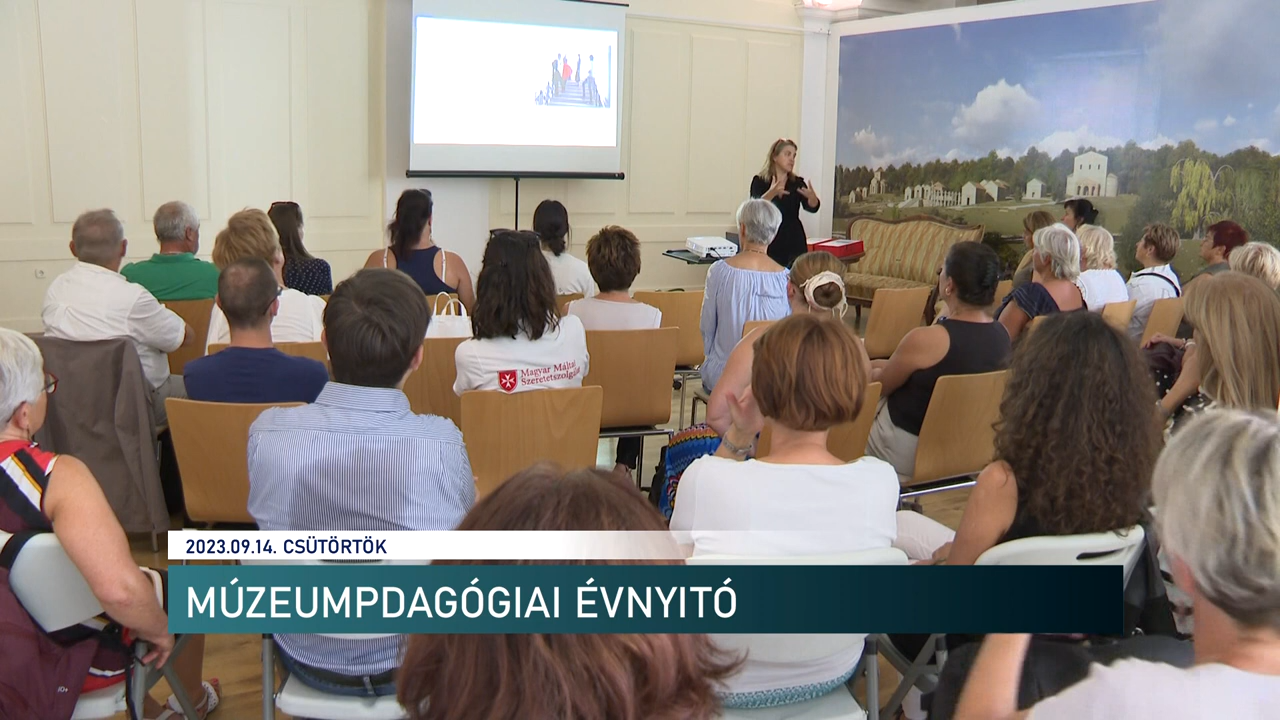 Magyar Máltai
Szeretetszolgálat
2023.09.14. CSÜTÖRTÖK
MÚZEUMPDAGÓGIAI ÉVNYITÓ